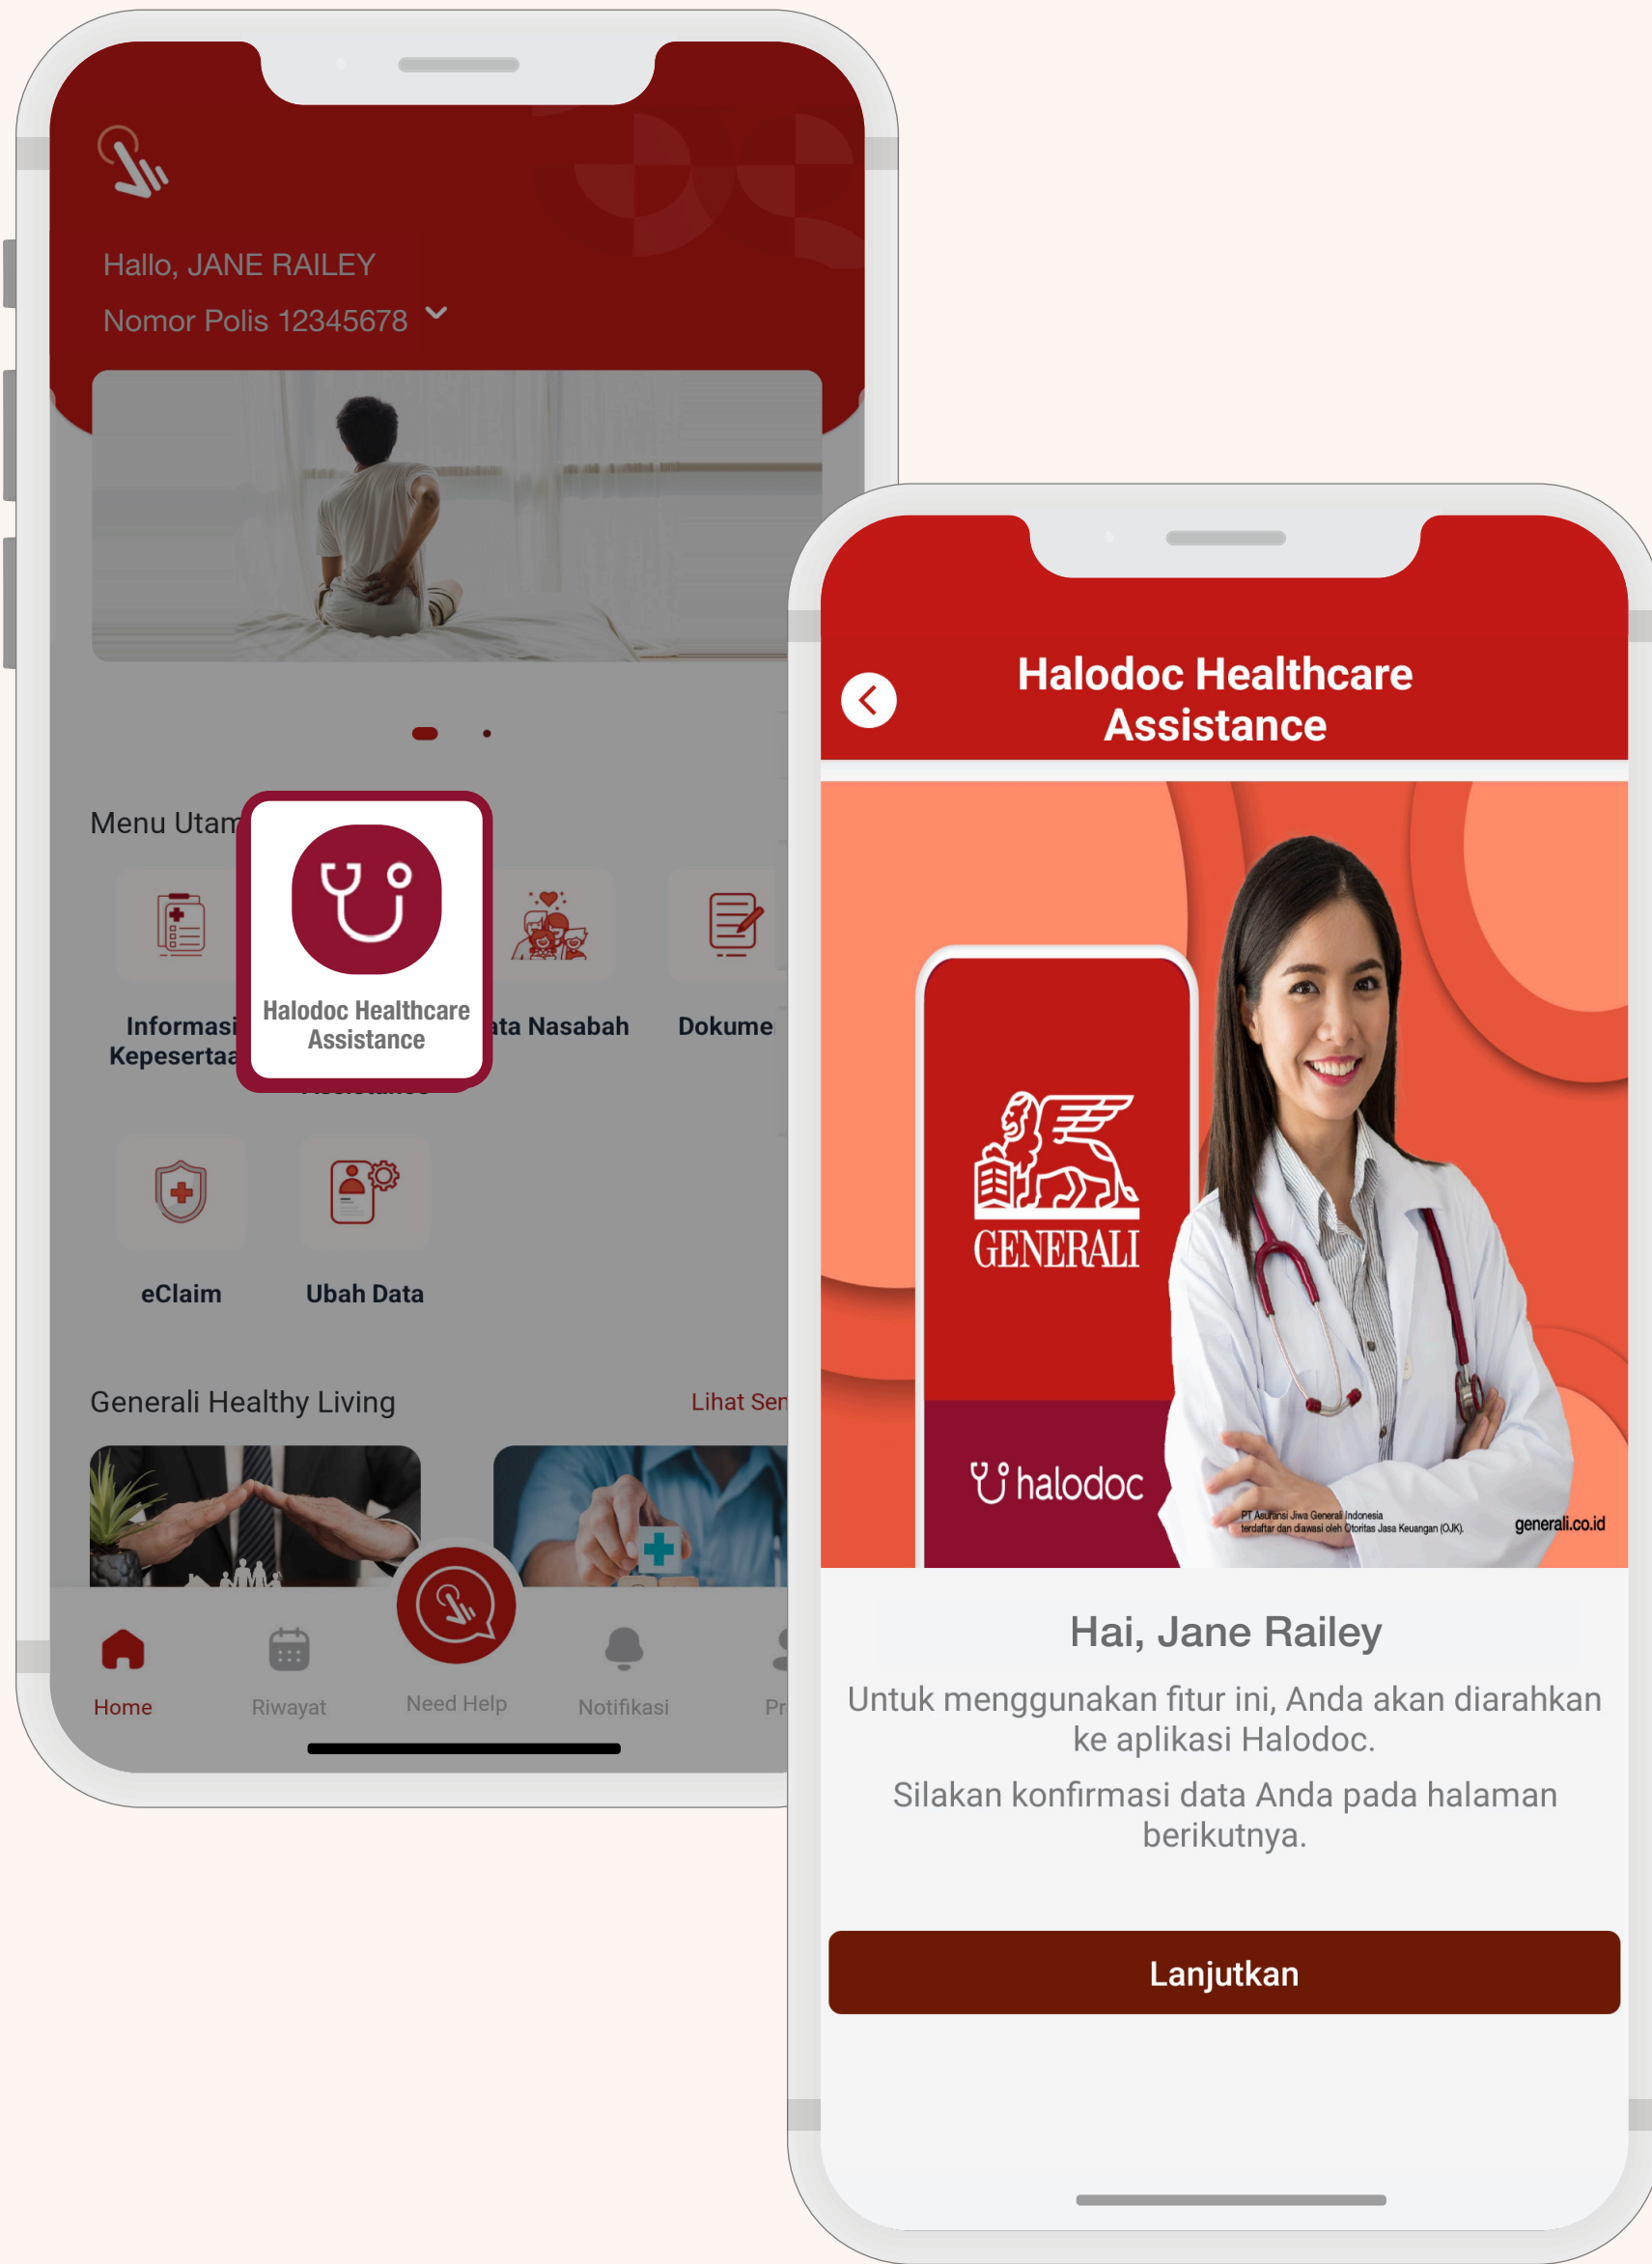 Hallo, JANE RAILEY
Nomor Polis 12345678
Menu Utam
Halodoc Healthcare
Assistance
Informasi
Kepesertaa
ata Nasabah
Dokume
eClaim
Ubah Data
Generali Healthy Living
Lihat Sem
Home
Riwayat
Need Help
Notifikasi
Pr
Halodoc Healthcare
Assistance
GENERALI
halodoc
PT Asuransi Jiwa Generali Indonesia
terdaftar dan diawasi oleh Otoritas Jasa Keuangan (OJK).
generali.co.id
Hai, Jane Railey
Untuk menggunakan fitur ini, Anda akan diarahkan
ke aplikasi Halodoc.
Silakan konfirmasi data Anda pada halaman
berikutnya.
Lanjutkan